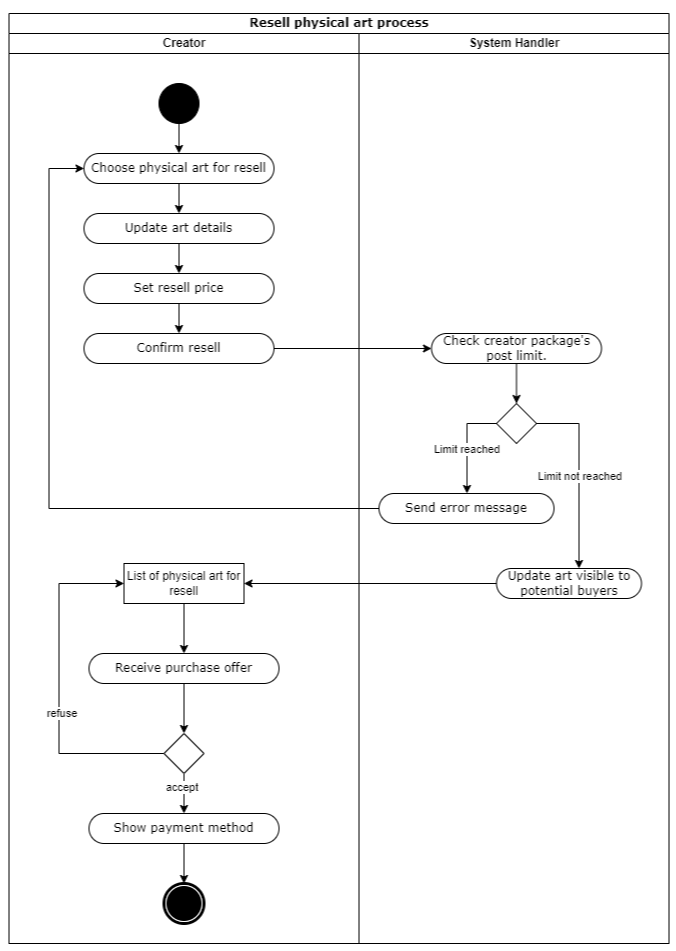 Resell physical art process
Creator
System Handler
Choose physical art for resell
Update art details
Set resell price
Confirm resell
Check creator package's
post limit.
Limit reached
Limit not reached
Send error message
List of physical art for
resell
Update art visible to
potential buyers
Receive purchase offer
refuse
accept
Show payment method